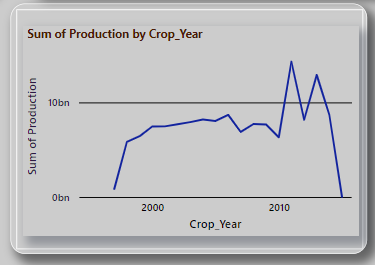 Sum of Production by Crop_Year
Sum of Production
10bn
0bn
2000
2010
Crop_Year